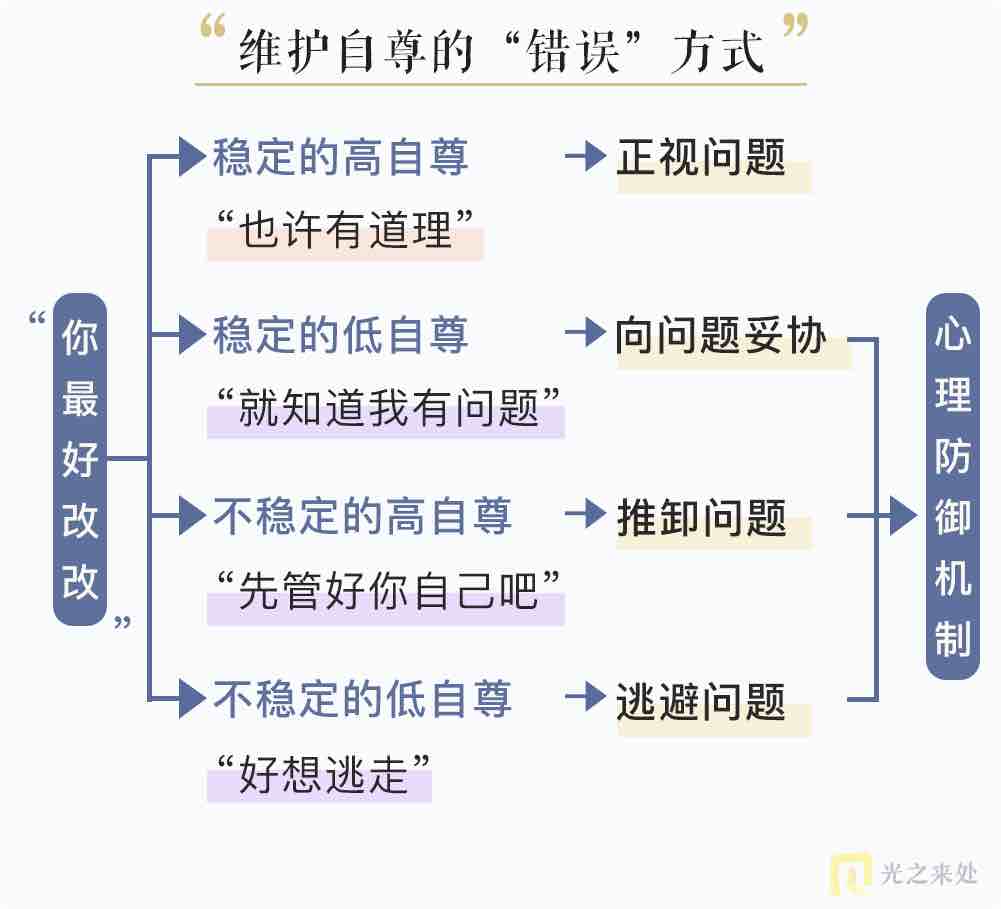 “维护自尊的“错误”方式”
“你最好改改”
稳定的高自尊
正视问题
“也许有道理”
稳定的低自尊
向问题妥协
“就知道我有问题”
不稳定的高自尊
推卸问题
“先管好你自己吧”
不稳定的低自尊
逃避问题
“好想逃走”
心理防御机制
光之来处